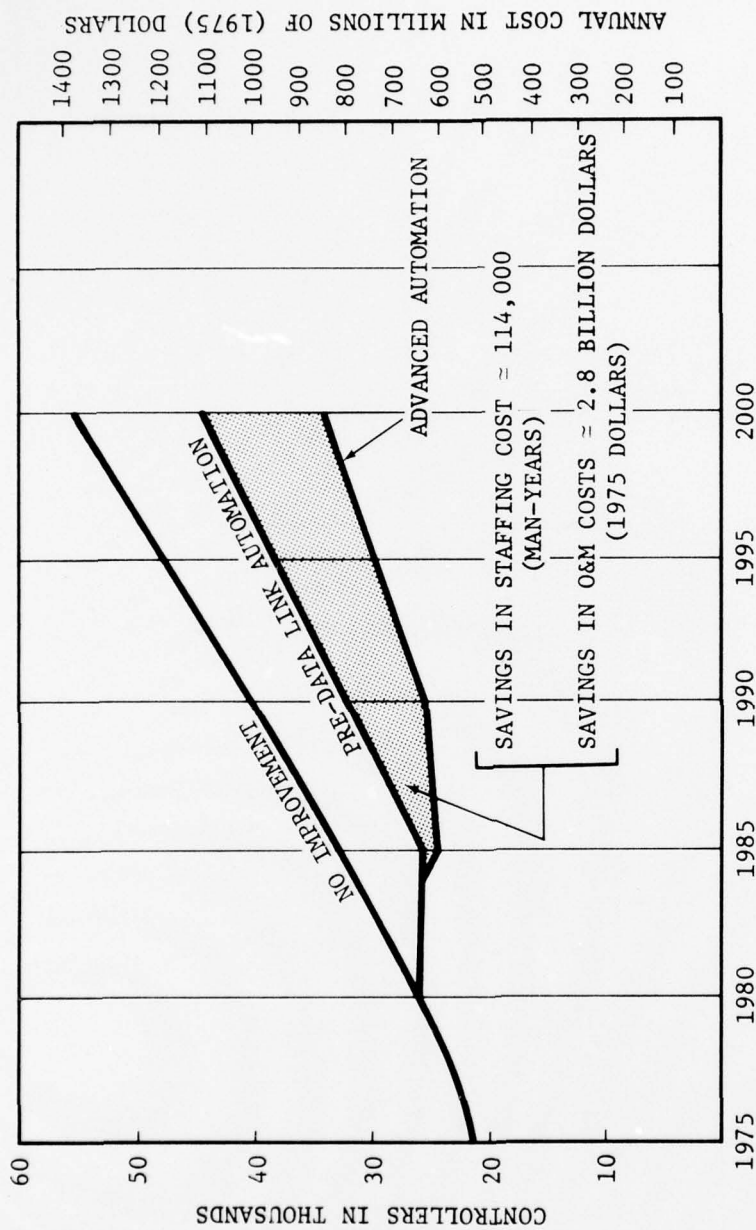 CONTROLLERS IN THOUSANDS
60
50
40
30
20
10
ANNUAL COST IN MILLIONS OF (1975) DOLLARS
1400
1300
1200
1100
1000
900
800
700
600
500
400
300
200
100
NO IMPROVEMENT
PRE-DATA LINK AUTOMATION
ADVANCED AUTOMATION
SAVINGS IN STAFFING COST ≃ 114,000
(MAN-YEARS)
SAVINGS IN O&M COSTS ≃ 2.8 BILLION DOLLARS
(1975 DOLLARS)
1975
1980
1985
1990
1995
2000